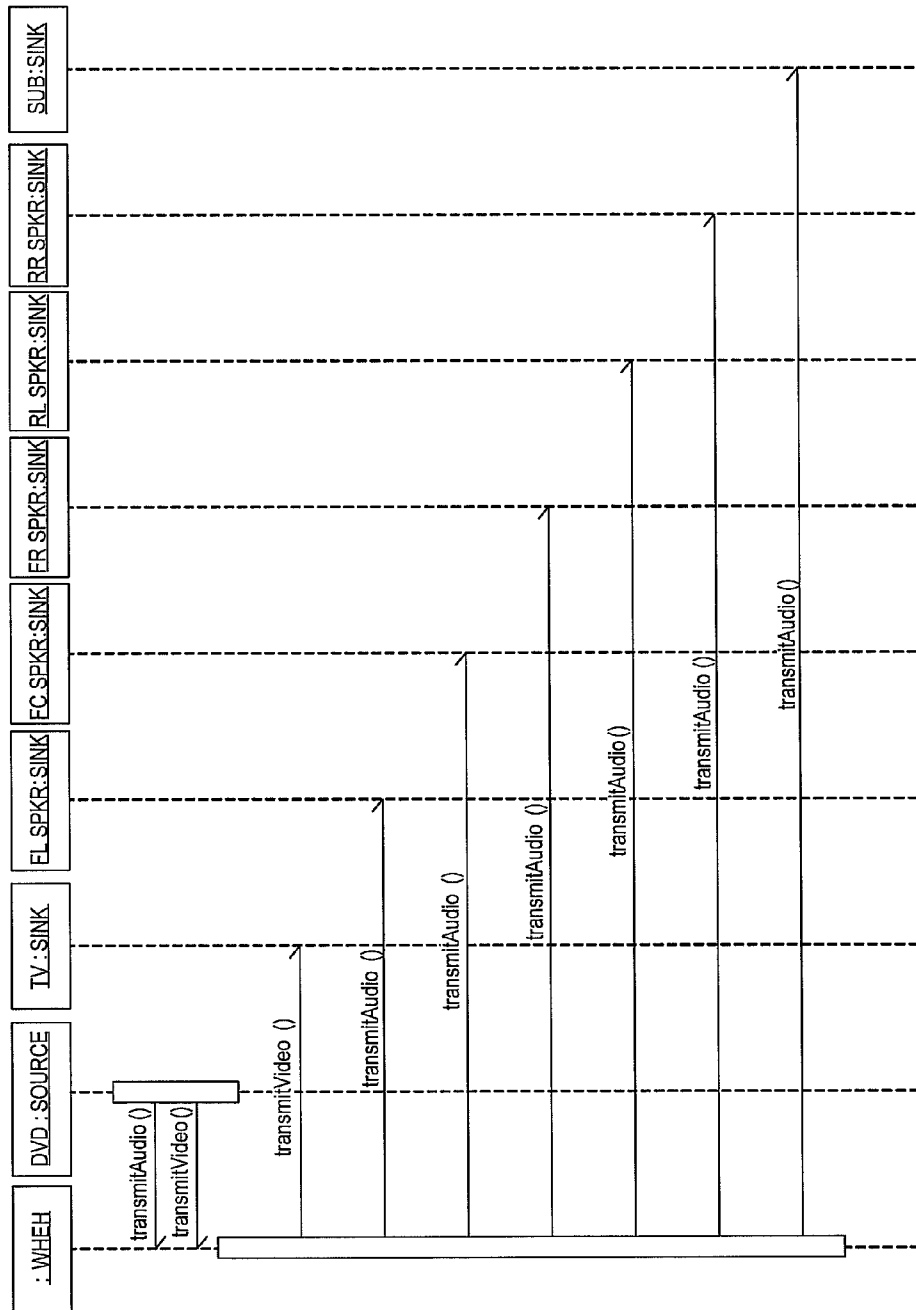 : WHEH
DVD : SOURCE
TV : SINK
FL SPKR:SINK
FC SPKR:SINK
FR SPKR:SINK
RL SPKR:SINK
RR SPKR:SINK
SUB:SINK
transmitAudio ()
transmitVideo ()
transmitVideo ()
transmitAudio ()
transmitAudio ()
transmitAudio ()
transmitAudio ()
transmitAudio ()
transmitAudio ()